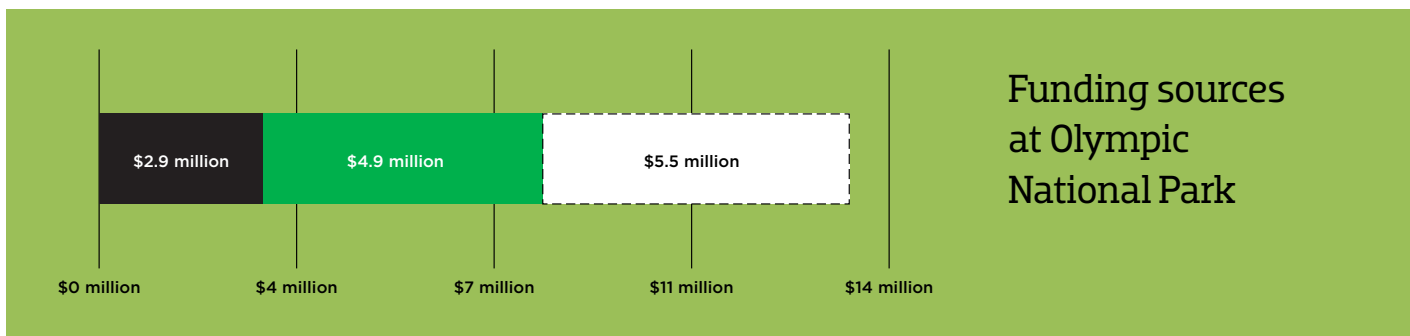 Funding sources
at Olympic
National Park
$2.9 million
$4.9 million
$5.5 million
$0 million
$4 million
$7 million
$11 million
$14 million